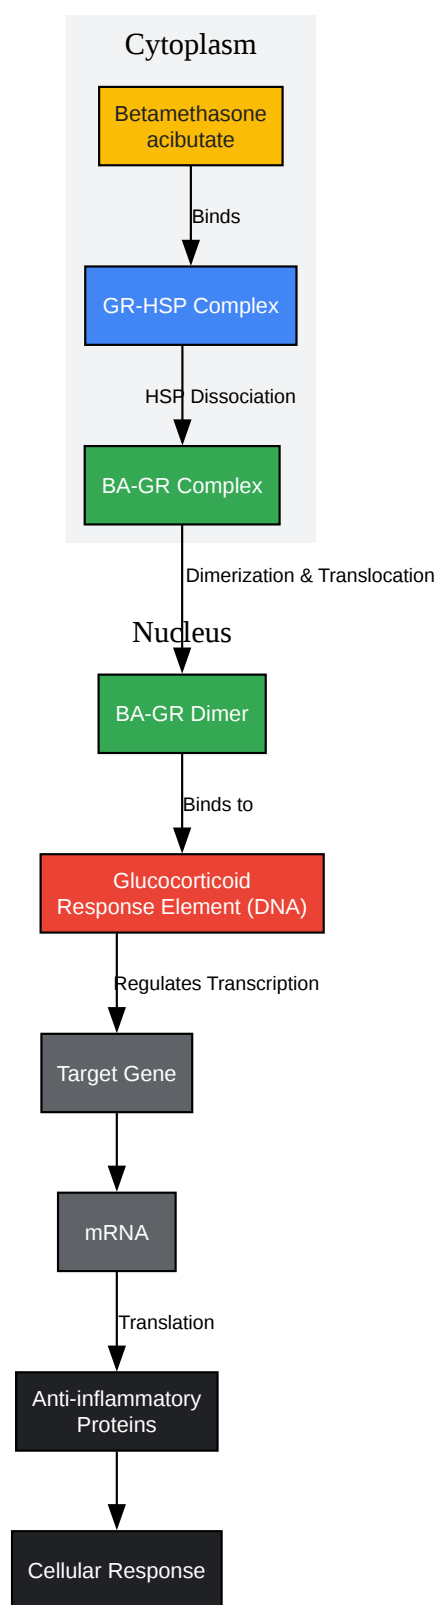 Cytoplasm
Betamethasone
acibutate
Binds
GR-HSP Complex
HSP Dissociation
BA-GR Complex
Dimerization & Translocation
Nucleus
BA-GR Dimer
Binds to
Glucocorticoid
Response Element (DNA)
Regulates Transcription
Target Gene
mRNA
Translation
Anti-inflammatory
Proteins
Cellular Response